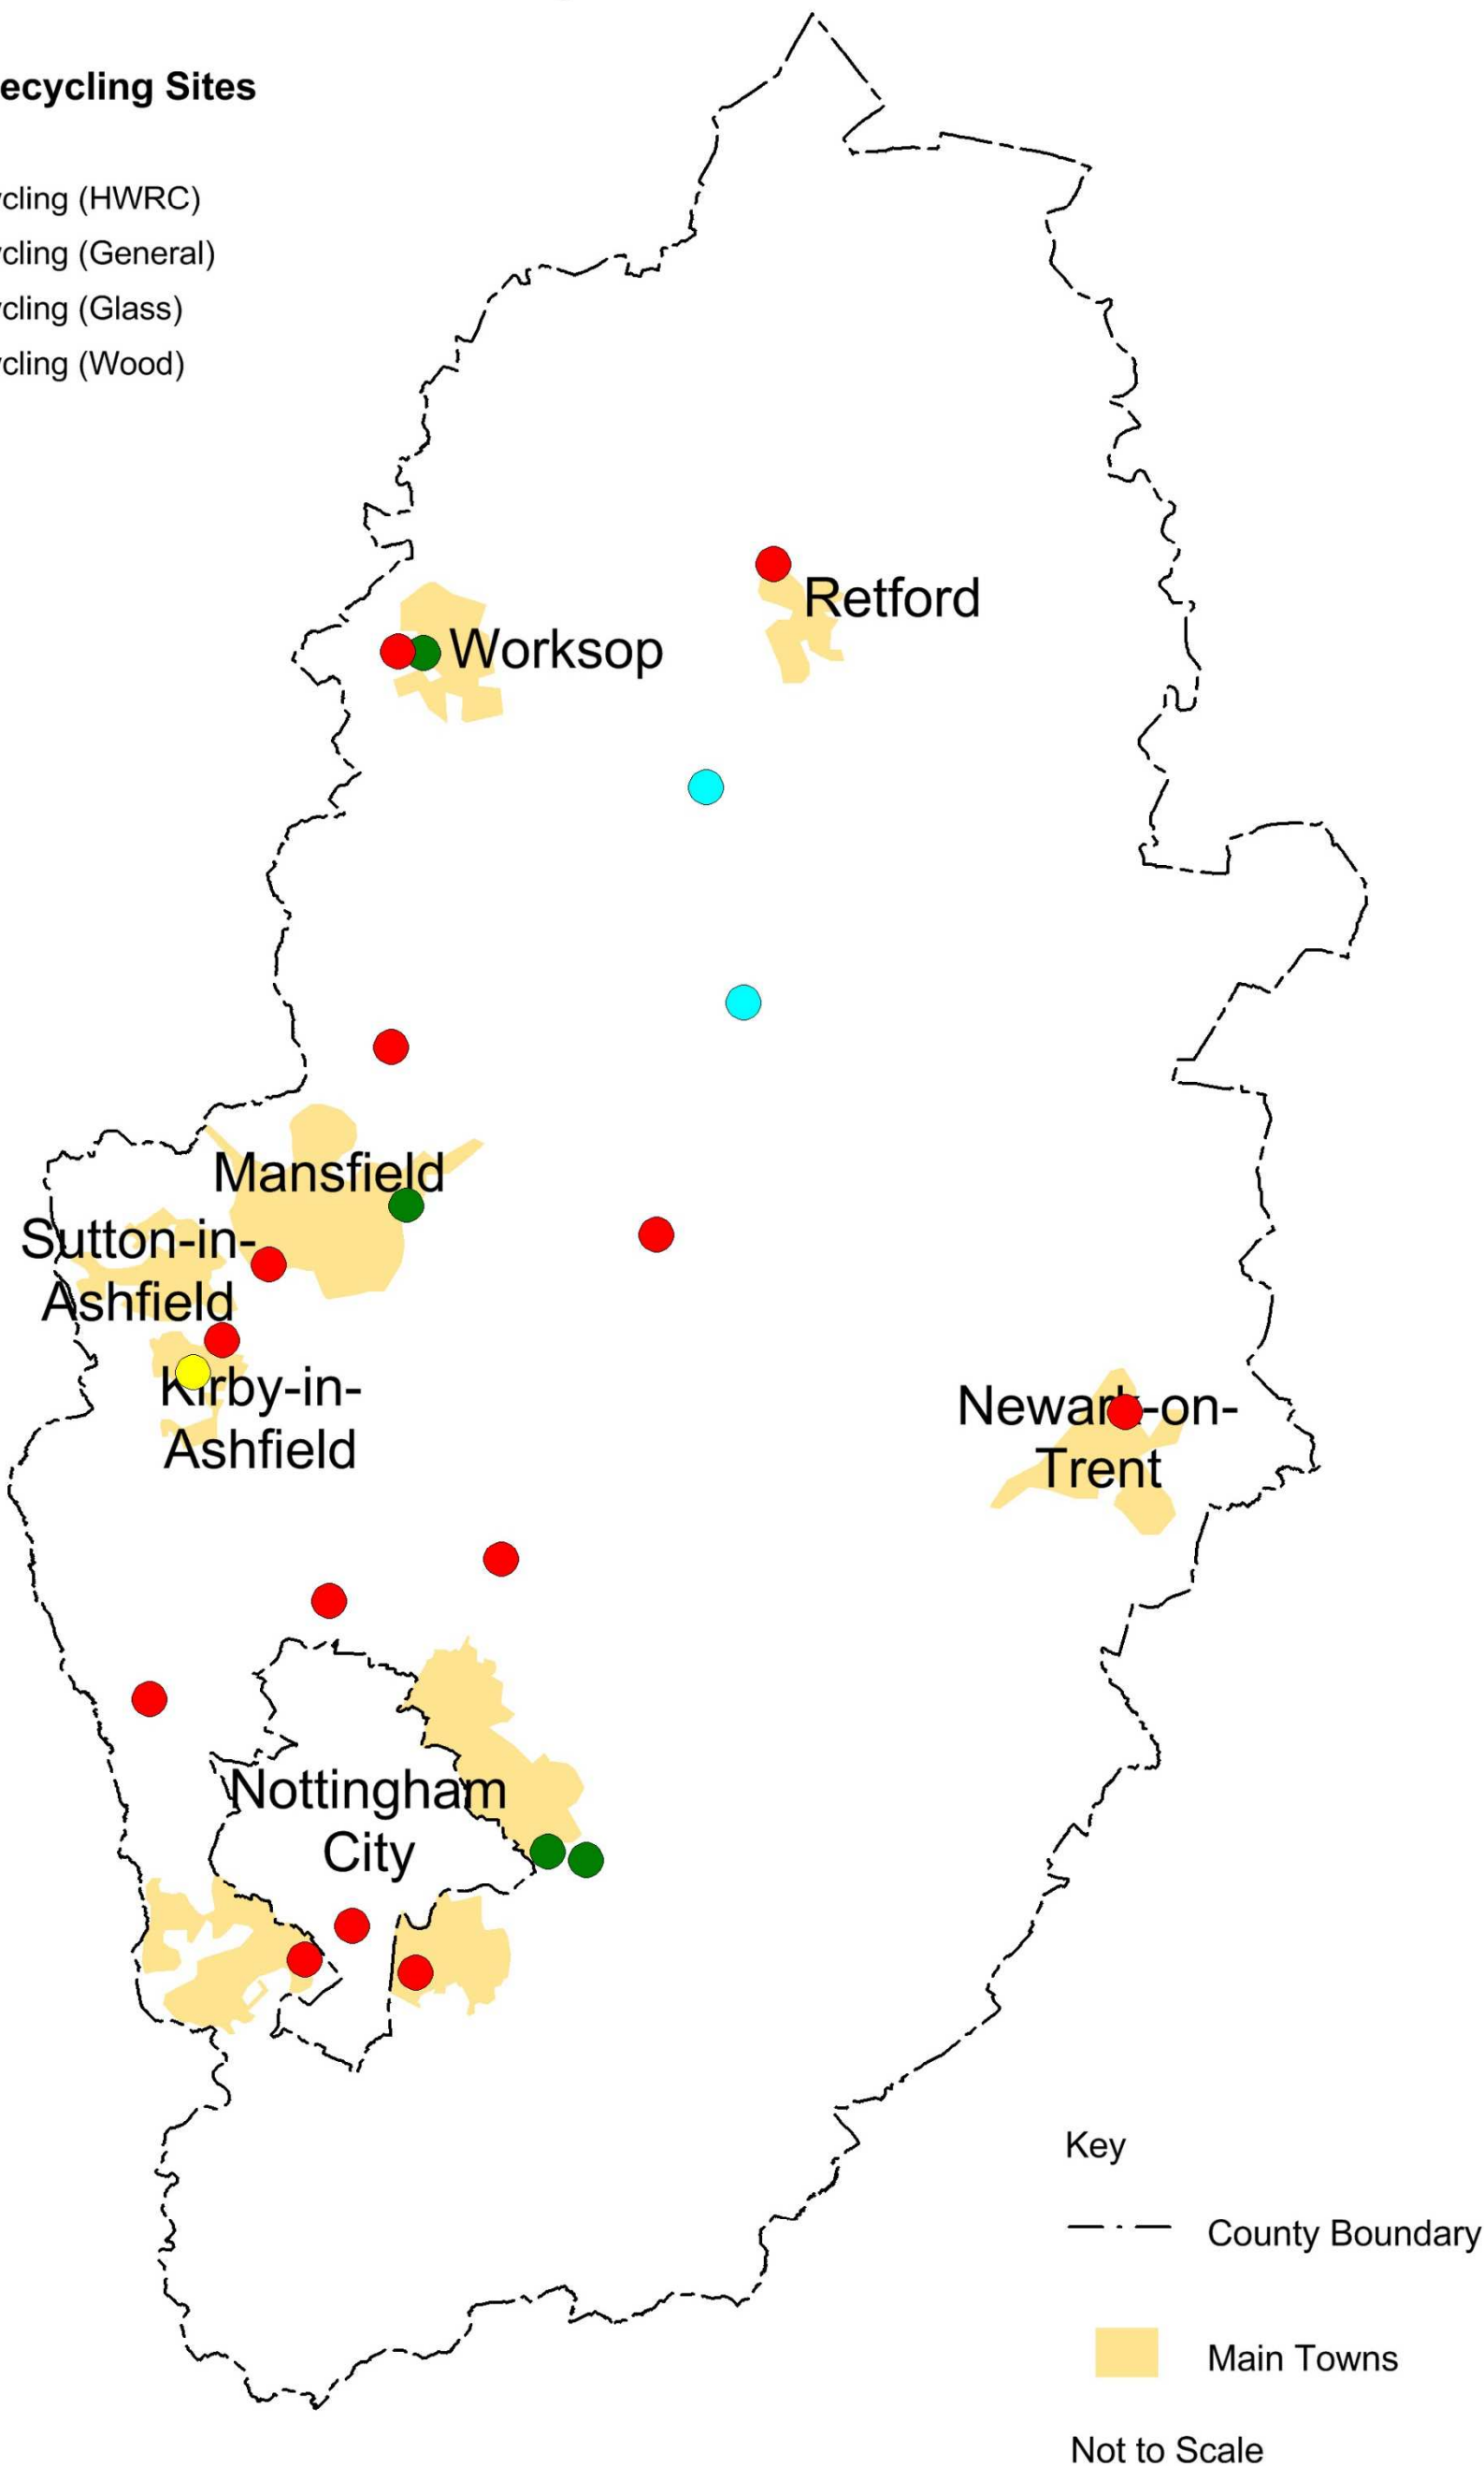 ecycling Sites
cling (HWRC)
cling (General)
cling (Glass)
cling (Wood)
Retford
Worksop
Mansfield
Sutton-in-
Ashfield
Kirby-in-
Ashfield
Newark-on-
Trent
Nottingham
City
Key
County Boundary
Main Towns
Not to Scale